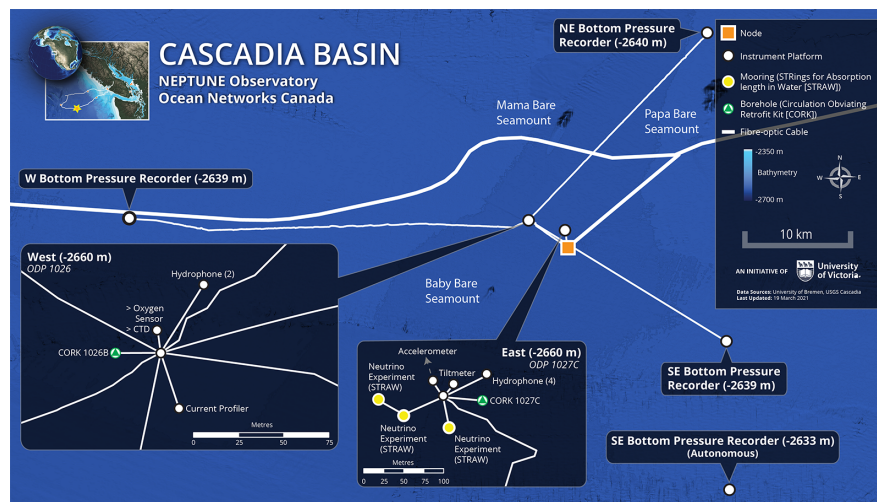 CASCADIA BASIN
NEPTUNE Observatory
Ocean Networks Canada
NE Bottom Pressure
Recorder (-2640 m)
Node
Instrument Platform
Mooring (STRings for Absorption
length in Water [STRAW])
Borehole (Circulation Obviating
Retrofit Kit [CORK])
Fibre-optic Cable
-2350 m
Bathymetry
-2700 m
N
W
E
S
10 km
AN INITIATIVE OF
University
of Victoria.
Data Sources: University of Bremen, USGS Cascadia
Last Updated: 19 March 2021
Mama Bare
Seamount
Papa Bare
Seamount
W Bottom Pressure Recorder (-2639 m)
Baby Bare
Seamount
West (-2660 m)
ODP 1026
Hydrophone (2)
> Oxygen
Sensor
> CTD
CORK 1026B
Current Profiler
Metres
0 25 50 75
East (-2660 m)
ODP 1027C
Accelerometer
Neutrino
Experiment
(STRAW)
Tiltmeter
Hydrophone (4)
CORK 1027C
Neutrino
Experiment
(STRAW)
Neutrino
Experiment
(STRAW)
Metres
0 25 50 75 100
SE Bottom Pressure
Recorder (-2639 m)
SE Bottom Pressure Recorder (-2633 m)
(Autonomous)